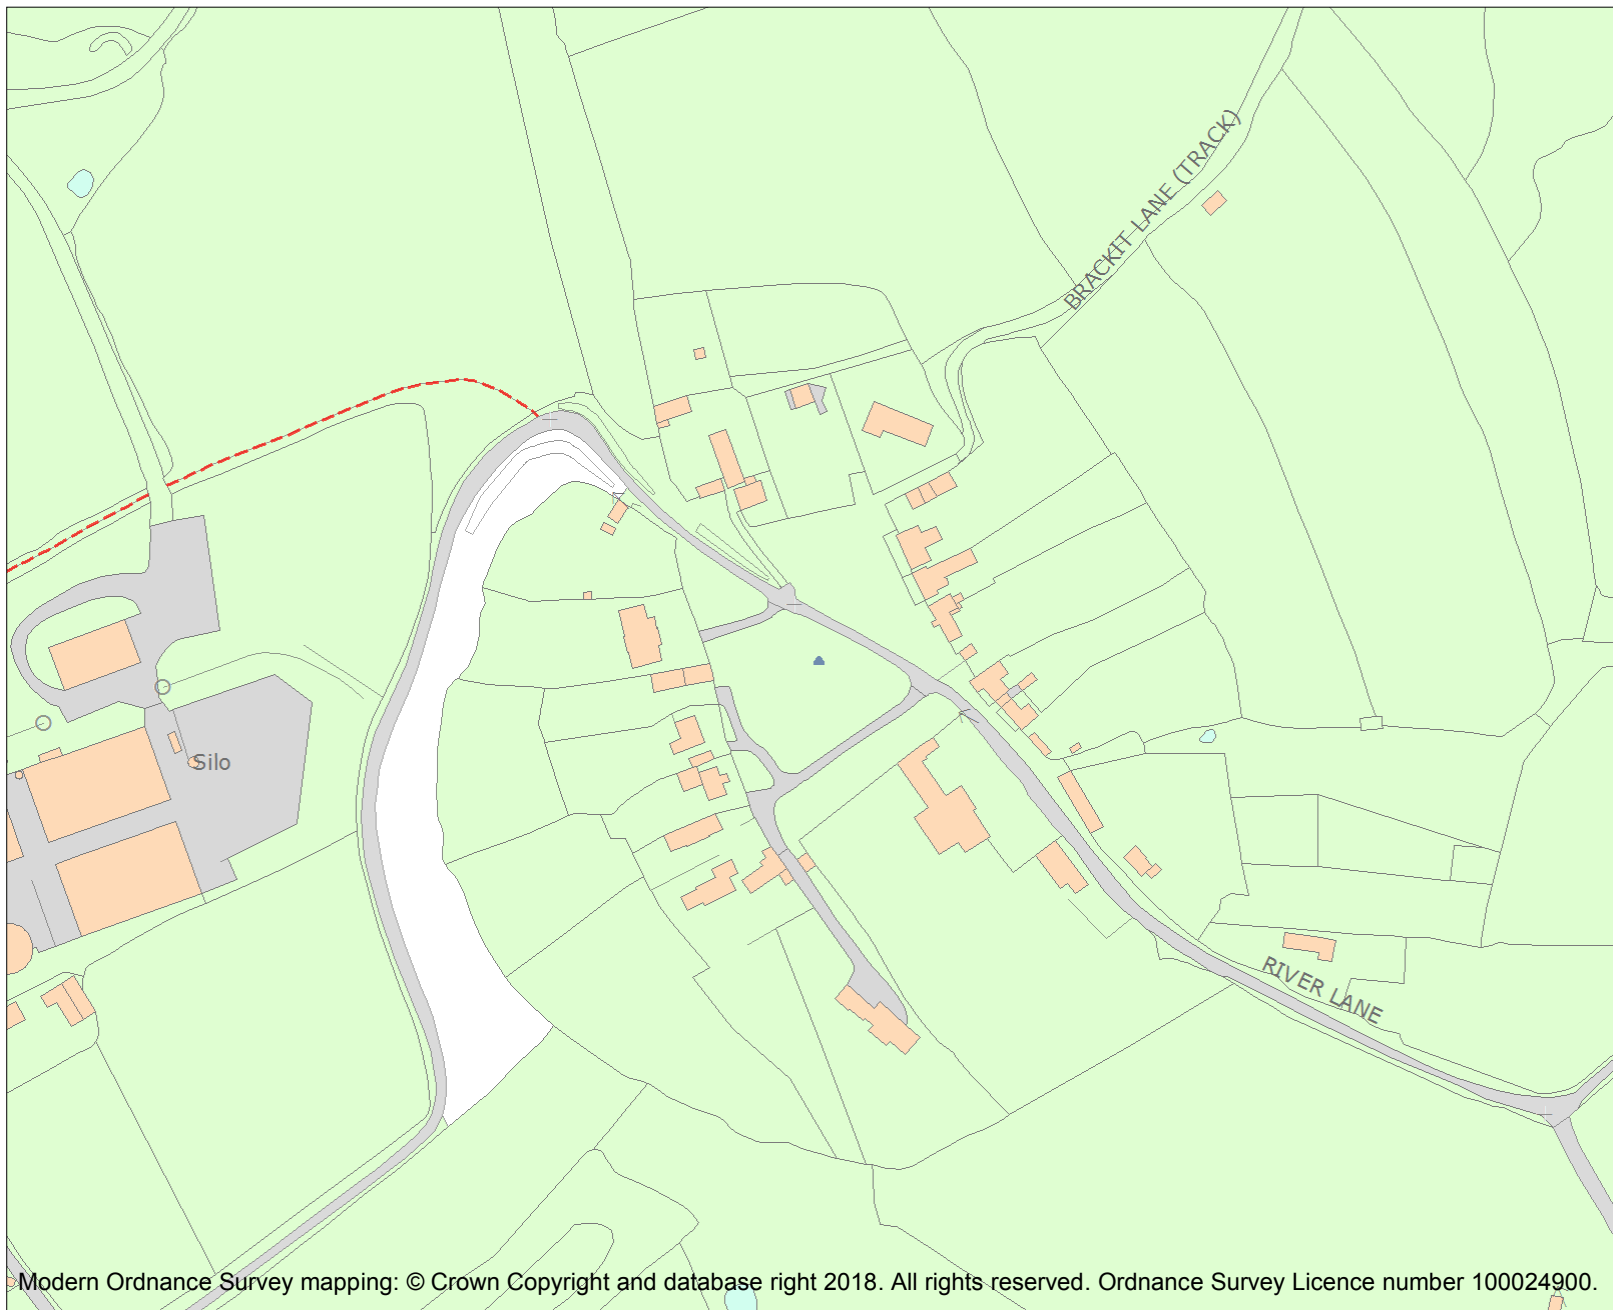 BRACKIT LANE (TRACK)
Silo
RIVER LANE
Modern Ordnance Survey mapping: © Crown Copyright and database right 2018. All rights reserved. Ordnance Survey Licence number 100024900.